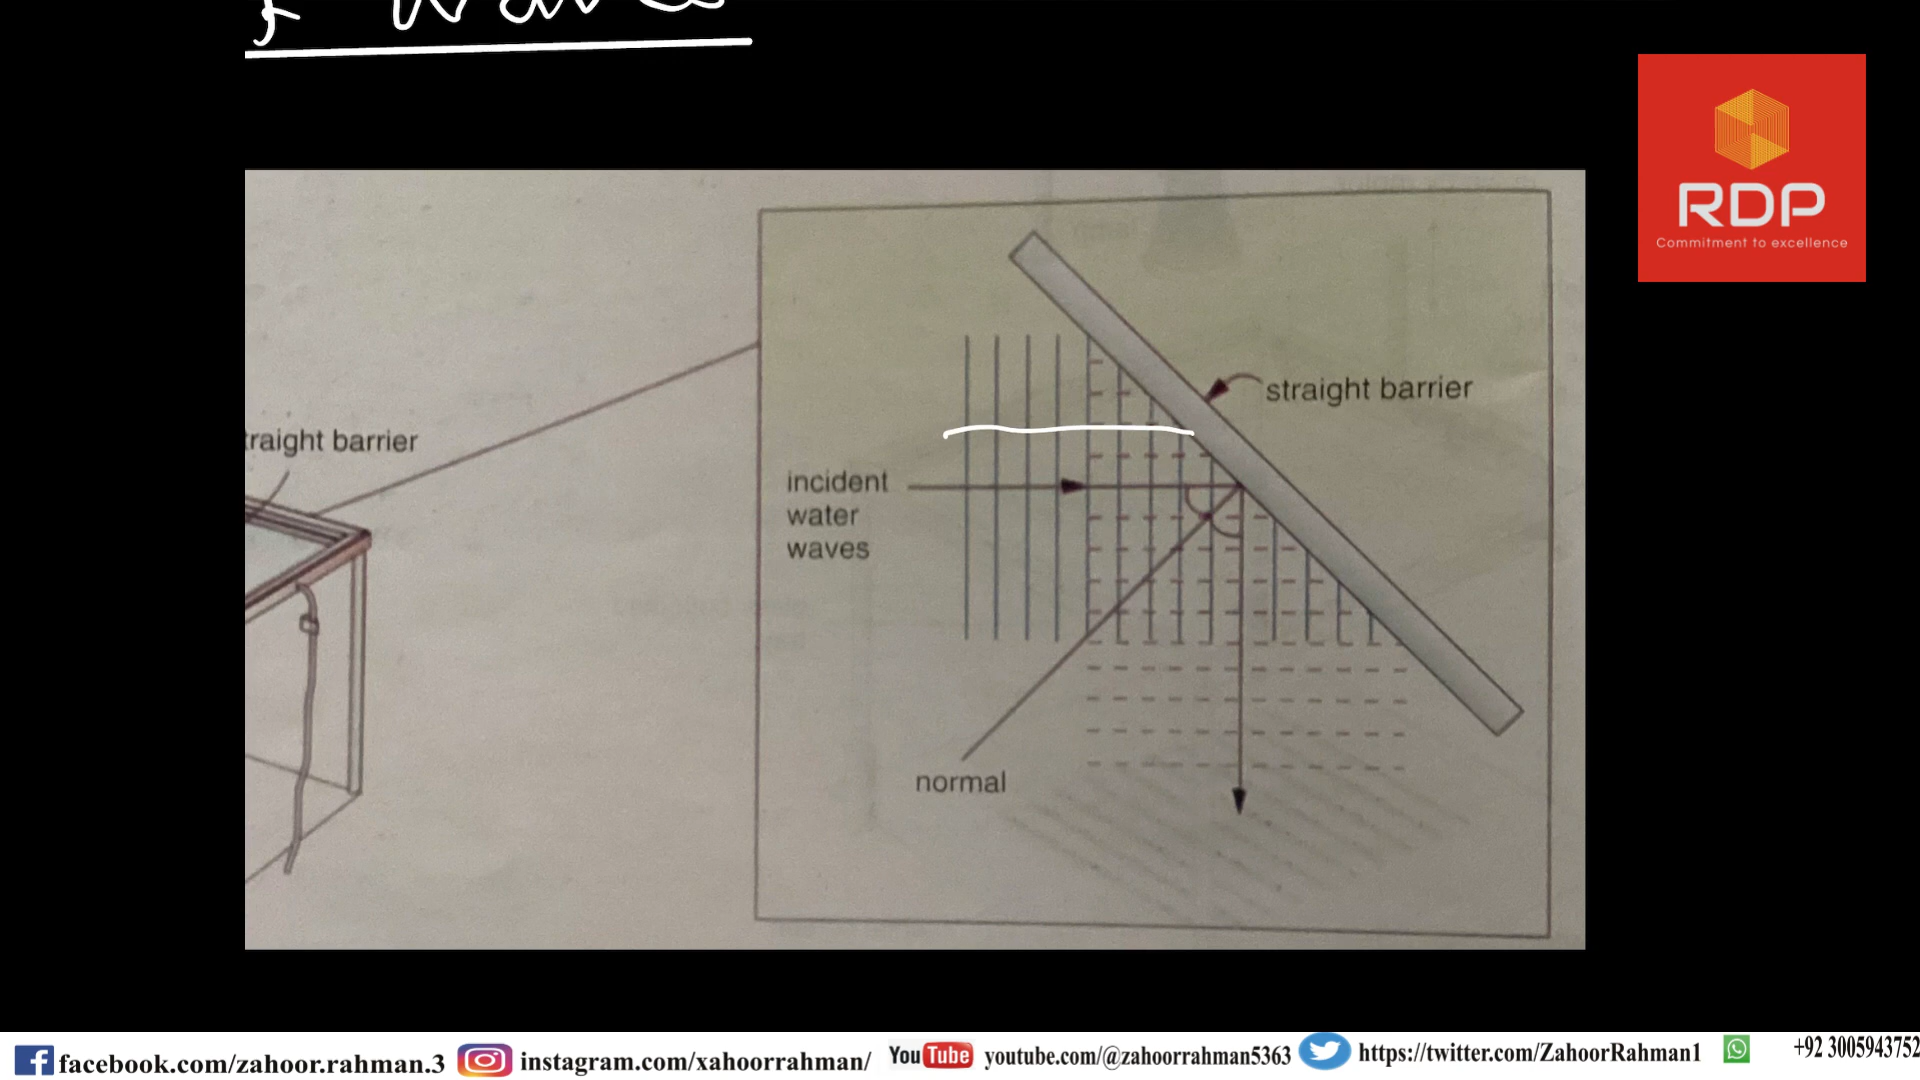 waves
RDP
Commitment to excellence
straight barrier
raight barrier
incident
water
waves
normal
facebook.com/zahoor.rahman.3
instagram.com/xahoorrahman/
YouTube youtube.com/@zahoorrahman5363
https://twitter.com/ZahoorRahman1
+92 3005943752